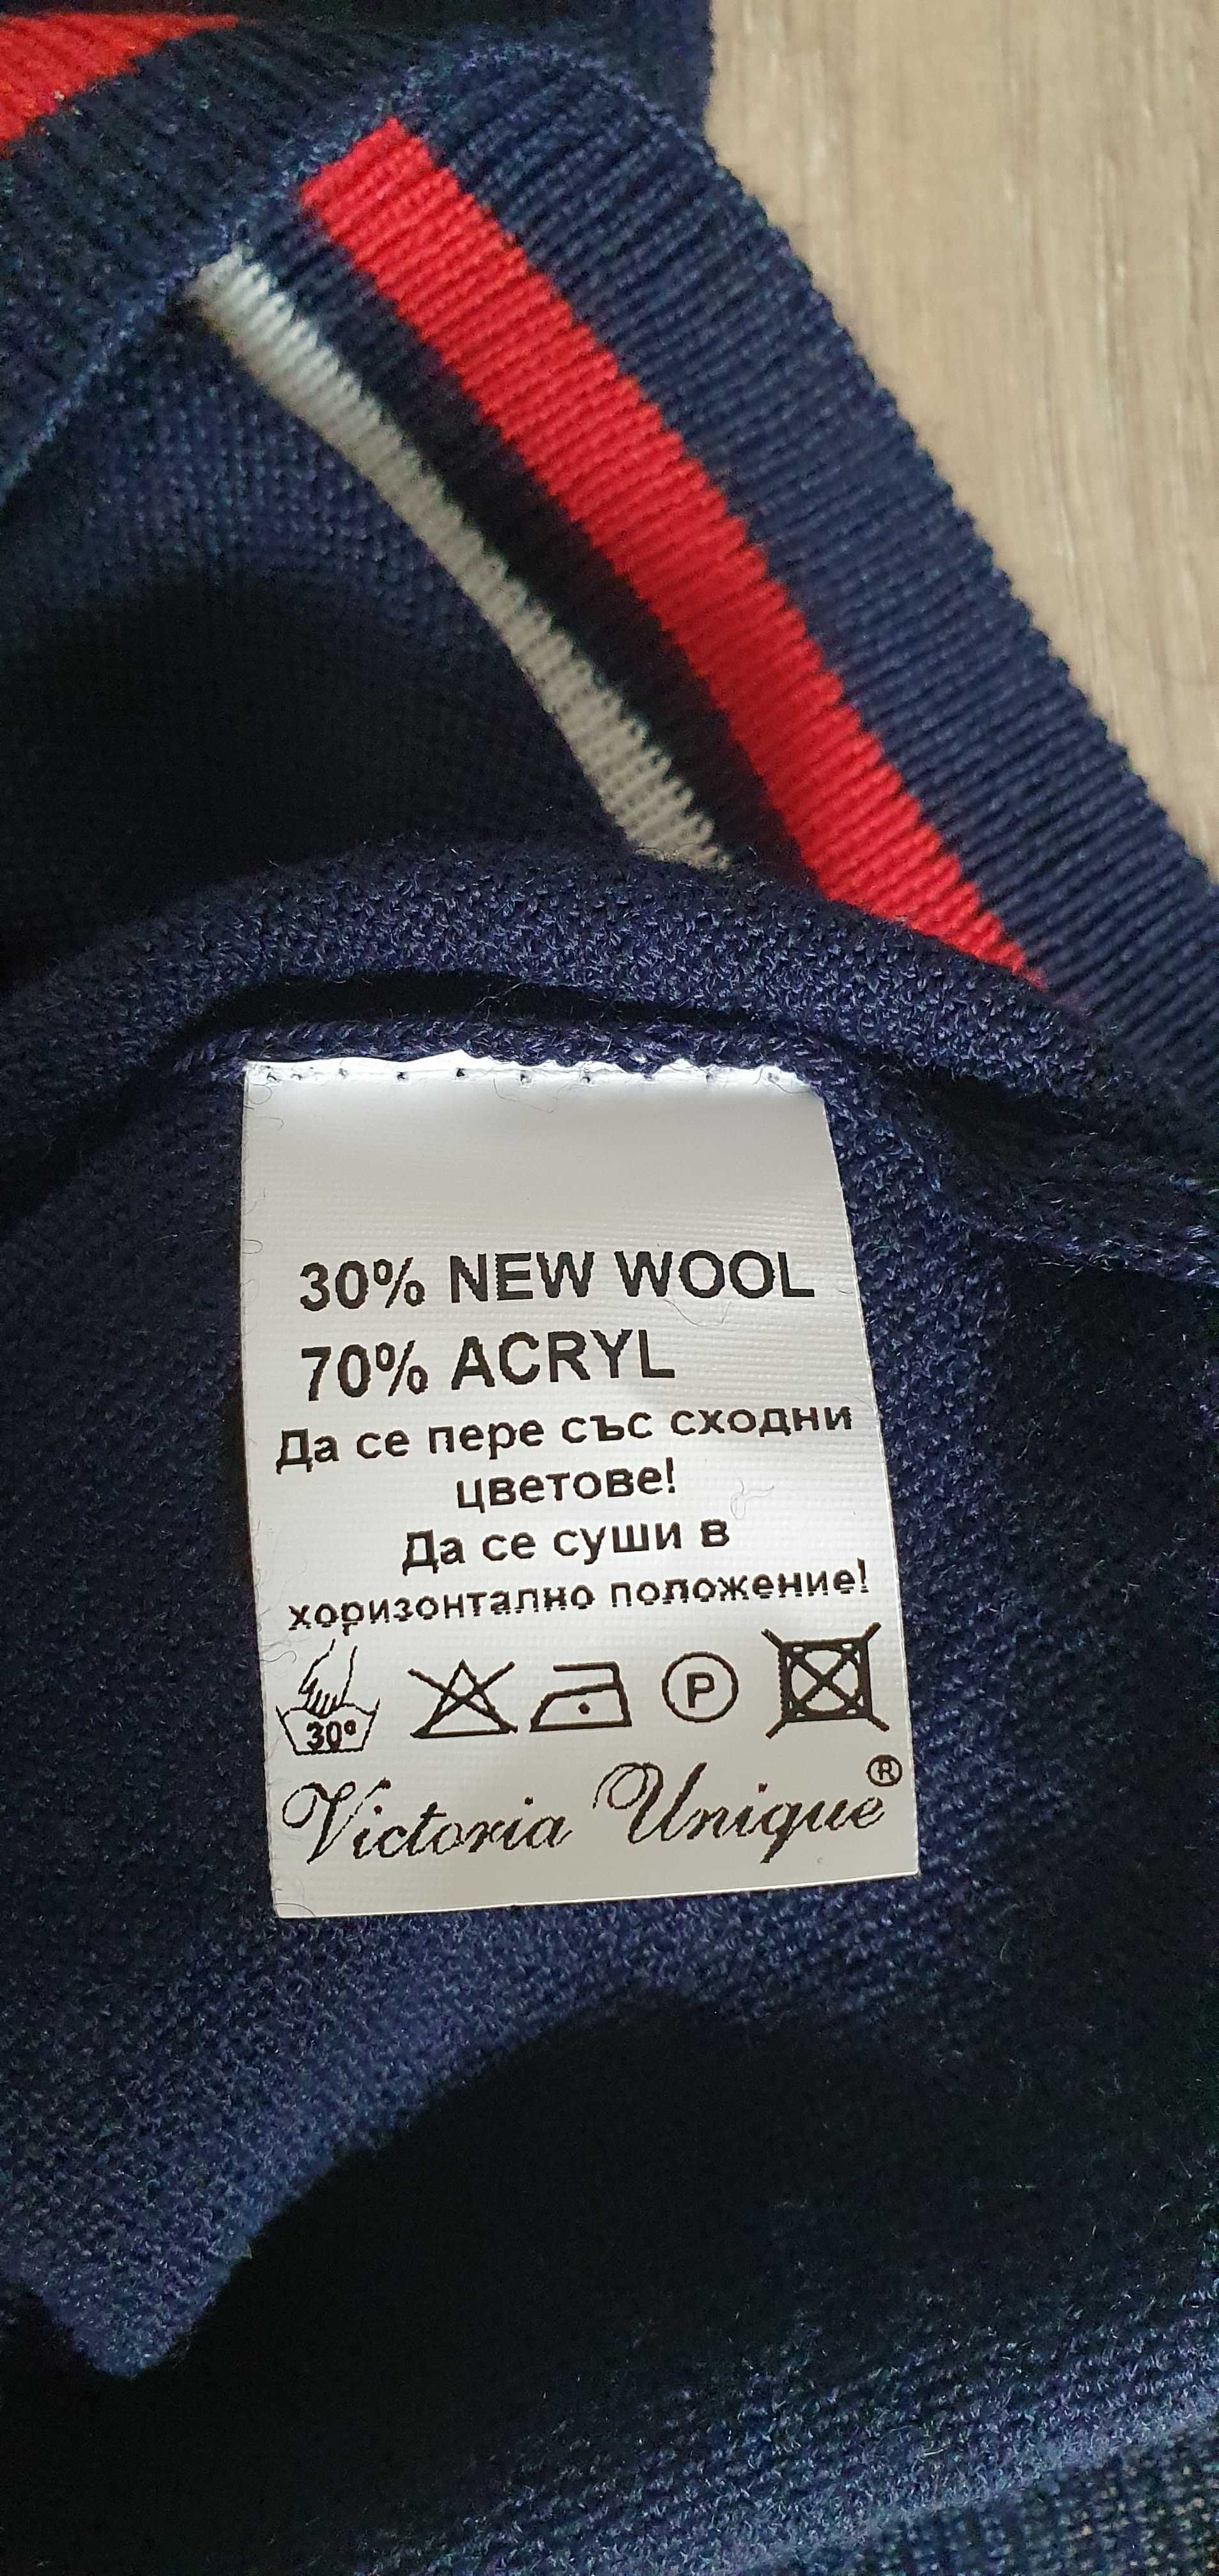 30% NEW WOOL
70% ACRYL
Да се пере със сходни
цветове!
Да се суши в
хоризонтално положение!
30° P
Victoria Unique®